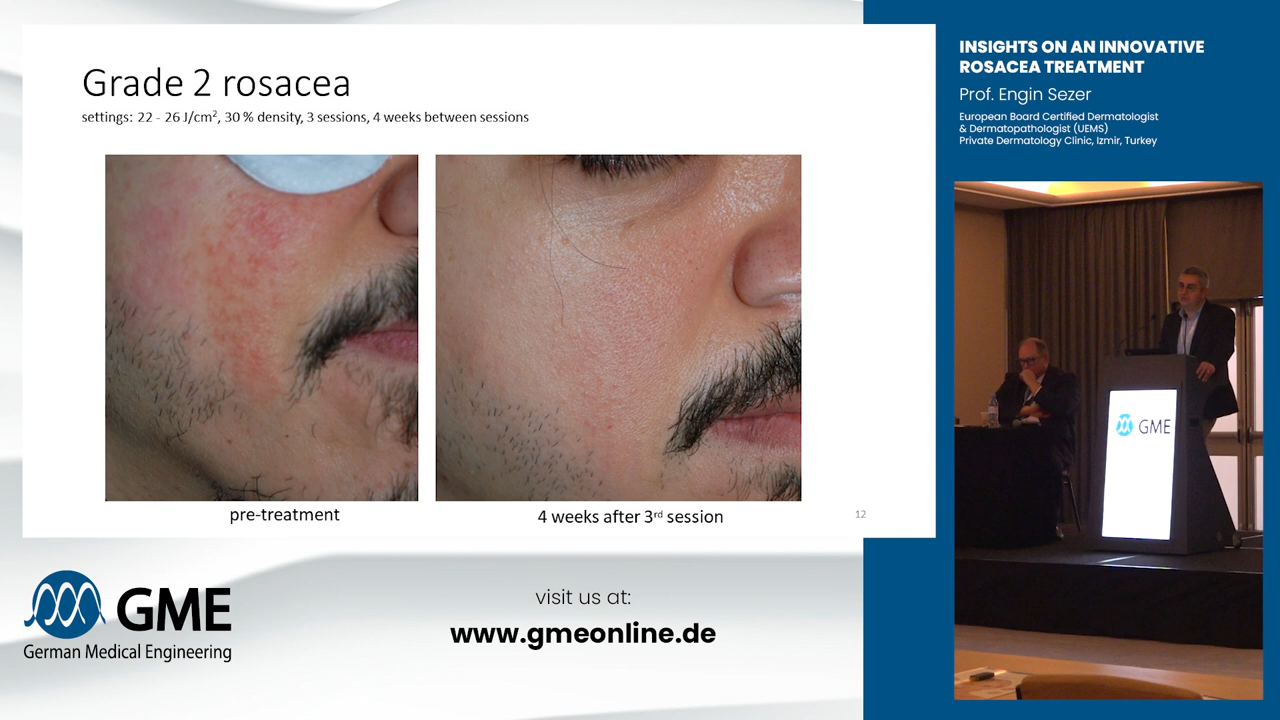 Grade 2 rosacea
settings: 22 - 26 J/cm², 30 % density, 3 sessions, 4 weeks between sessions
pre-treatment
4 weeks after 3rd session
12
GME
German Medical Engineering
visit us at:
www.gmeonline.de
INSIGHTS ON AN INNOVATIVE
ROSACEA TREATMENT
Prof. Engin Sezer
European Board Certified Dermatologist
& Dermatopathologist (UEMS)
Private Dermatology Clinic, Izmir, Turkey
GME